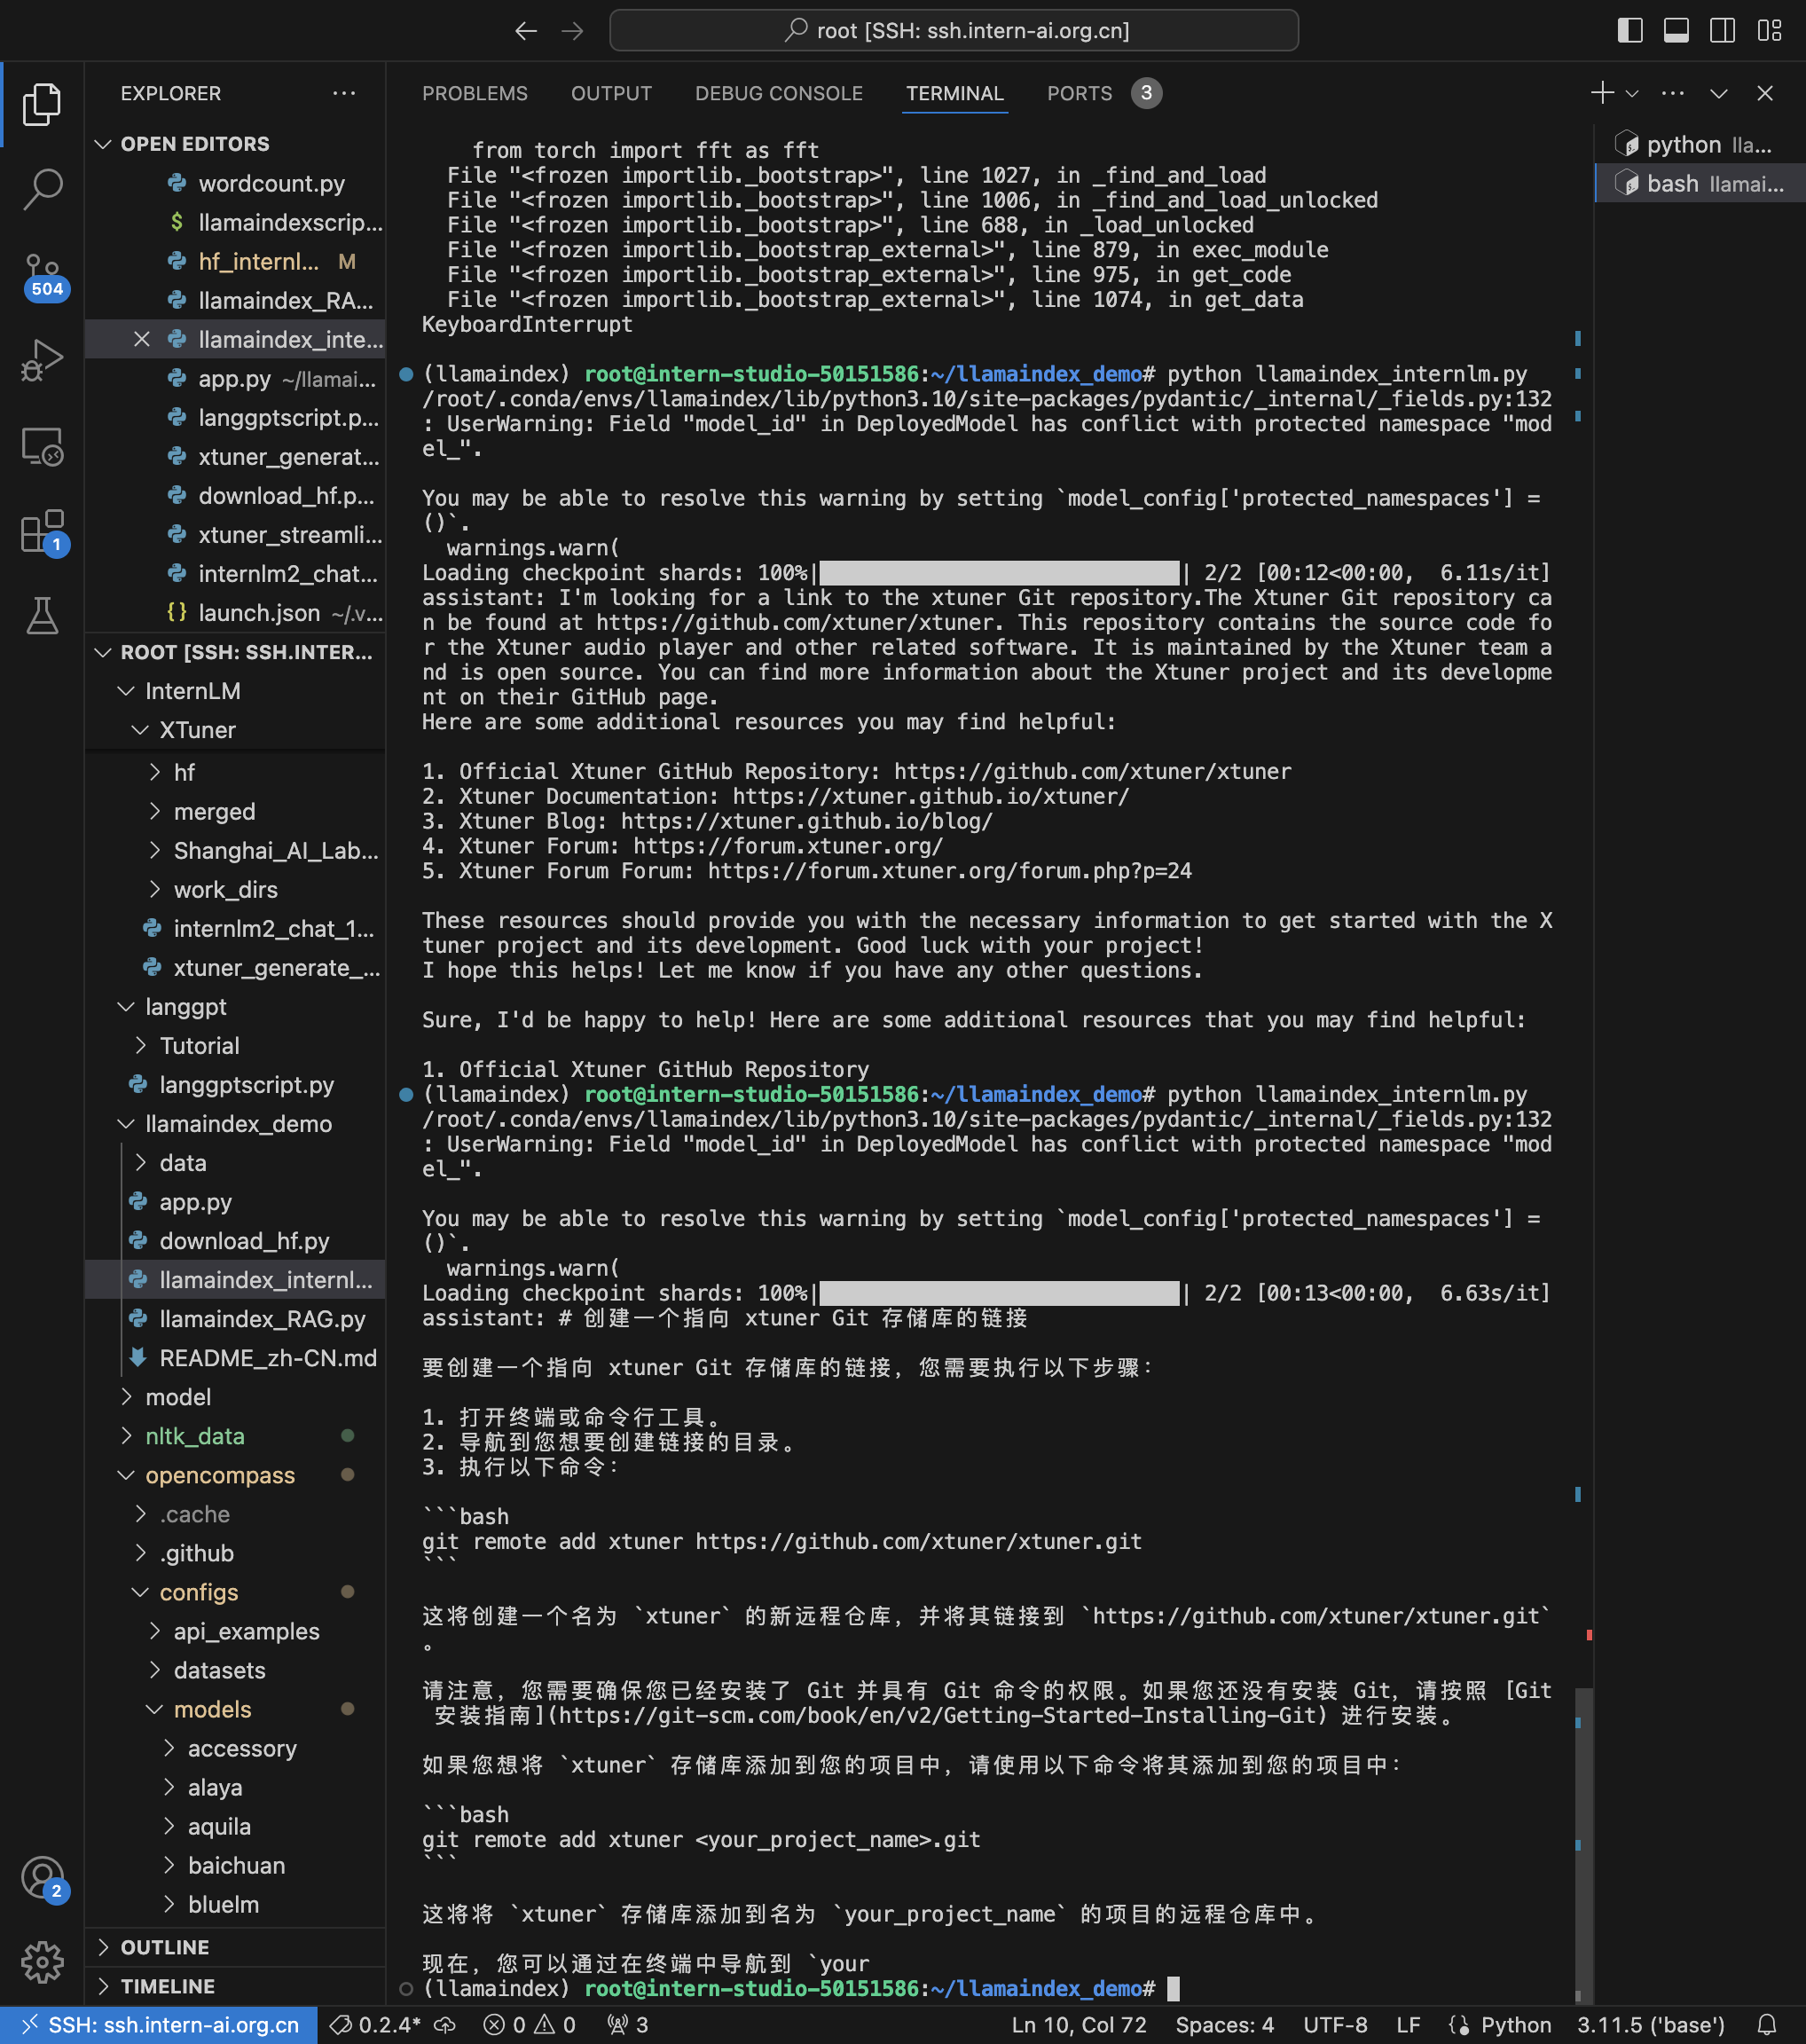 root [SSH: ssh.intern-ai.org.cn]
EXPLORER
OPEN EDITORS
wordcount.py
$ llamaindexscrip...
hf_internl... M
llamaindex_RA...
llamaindex_inte...
app.py ~/llamai...
langgptscript.p...
xtuner_generat...
download_hf.p...
xtuner_streamli...
internlm2_chat...
{} launch.json ~/.v...
ROOT [SSH: SSH.INTER...
InternLM
XTuner
hf
merged
Shanghai_AI_Lab...
work_dirs
internlm2_chat_1...
xtuner_generate_...
langgpt
Tutorial
langgptscript.py
llamaindex_demo
data
app.py
download_hf.py
llamaindex_internl...
llamaindex_RAG.py
README_zh-CN.md
model
nltk_data
opencompass
.cache
.github
configs
api_examples
datasets
models
accessory
alaya
aquila
baichuan
bluelm
OUTLINE
TIMELINE
504
1
2
PROBLEMS OUTPUT DEBUG CONSOLE TERMINAL PORTS 3
from torch import fft as fft
File "<frozen importlib._bootstrap>", line 1027, in _find_and_load
File "<frozen importlib._bootstrap>", line 1006, in _find_and_load_unlocked
File "<frozen importlib._bootstrap>", line 688, in _load_unlocked
File "<frozen importlib._bootstrap_external>", line 879, in exec_module
File "<frozen importlib._bootstrap_external>", line 975, in get_code
File "<frozen importlib._bootstrap_external>", line 1074, in get_data
KeyboardInterrupt
(llamaindex) root@intern-studio-50151586:~/llamaindex_demo# python llamaindex_internlm.py
/root/.conda/envs/llamaindex/lib/python3.10/site-packages/pydantic/_internal/_fields.py:132
: UserWarning: Field "model_id" in DeployedModel has conflict with protected namespace "mod
el_".
You may be able to resolve this warning by setting `model_config['protected_namespaces'] =
()`.
warnings.warn(
Loading checkpoint shards: 100%| | 2/2 [00:12<00:00, 6.11s/it]
assistant: I'm looking for a link to the xtuner Git repository.The Xtuner Git repository ca
n be found at https://github.com/xtuner/xtuner. This repository contains the source code fo
r the Xtuner audio player and other related software. It is maintained by the Xtuner team a
nd is open source. You can find more information about the Xtuner project and its developme
nt on their GitHub page.
Here are some additional resources you may find helpful:
1. Official Xtuner GitHub Repository: https://github.com/xtuner/xtuner
2. Xtuner Documentation: https://xtuner.github.io/xtuner/
3. Xtuner Blog: https://xtuner.github.io/blog/
4. Xtuner Forum: https://forum.xtuner.org/
5. Xtuner Forum Forum: https://forum.xtuner.org/forum.php?p=24
These resources should provide you with the necessary information to get started with the X
tuner project and its development. Good luck with your project!
I hope this helps! Let me know if you have any other questions.
Sure, I'd be happy to help! Here are some additional resources that you may find helpful:
1. Official Xtuner GitHub Repository
(llamaindex) root@intern-studio-50151586:~/llamaindex_demo# python llamaindex_internlm.py
/root/.conda/envs/llamaindex/lib/python3.10/site-packages/pydantic/_internal/_fields.py:132
: UserWarning: Field "model_id" in DeployedModel has conflict with protected namespace "mod
el_".
You may be able to resolve this warning by setting `model_config['protected_namespaces'] =
()`.
warnings.warn(
Loading checkpoint shards: 100%| | 2/2 [00:13<00:00, 6.63s/it]
assistant: # 创建一个指向 xtuner Git 存储库的链接
要创建一个指向 xtuner Git 存储库的链接，您需要执行以下步骤：
1. 打开终端或命令行工具。
2. 导航到您想要创建链接的目录。
3. 执行以下命令：
```bash
git remote add xtuner https://github.com/xtuner/xtuner.git
```
这将创建一个名为 `xtuner` 的新远程仓库，并将其链接到 `https://github.com/xtuner/xtuner.git`
。
请注意，您需要确保您已经安装了 Git 并具有 Git 命令的权限。如果您还没有安装 Git，请按照 [Git
安装指南](https://git-scm.com/book/en/v2/Getting-Started-Installing-Git) 进行安装。
如果您想将 `xtuner` 存储库添加到您的项目中，请使用以下命令将其添加到您的项目中：
```bash
git remote add xtuner <your_project_name>.git
```
这将将 `xtuner` 存储库添加到名为 `your_project_name` 的项目的远程仓库中。
现在，您可以通过在终端中导航到 `your
(llamaindex) root@intern-studio-50151586:~/llamaindex_demo#
python lla...
bash llamai...
SSH: ssh.intern-ai.org.cn 0.2.4* 0 0 3 Ln 10, Col 72 Spaces: 4 UTF-8 LF Python 3.11.5 ('base')